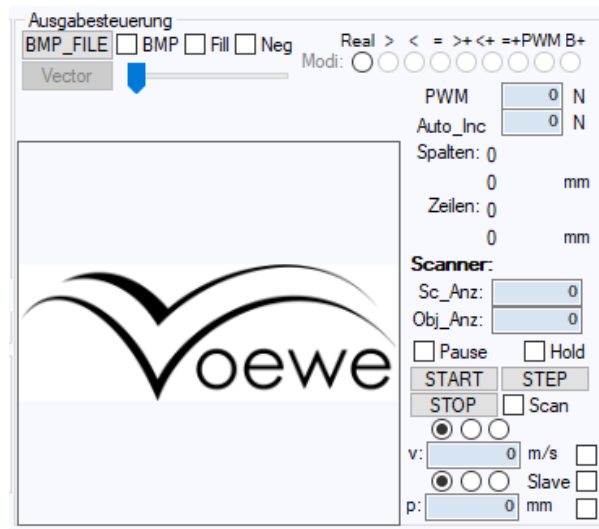 Ausgabesteuerung
BMP_FILE BMP Fill Neg
Vector
Real > < = >+<+ =+PWM B+
Modi:
PWM 0 N
Auto_Inc 0 N
Spalten: 0
0 mm
Zeilen: 0
0 mm
Scanner:
Sc_Anz: 0
Obj_Anz: 0
Pause Hold
START STEP
STOP Scan
v: 0 m/s
Slave
p: 0 mm
Voewe